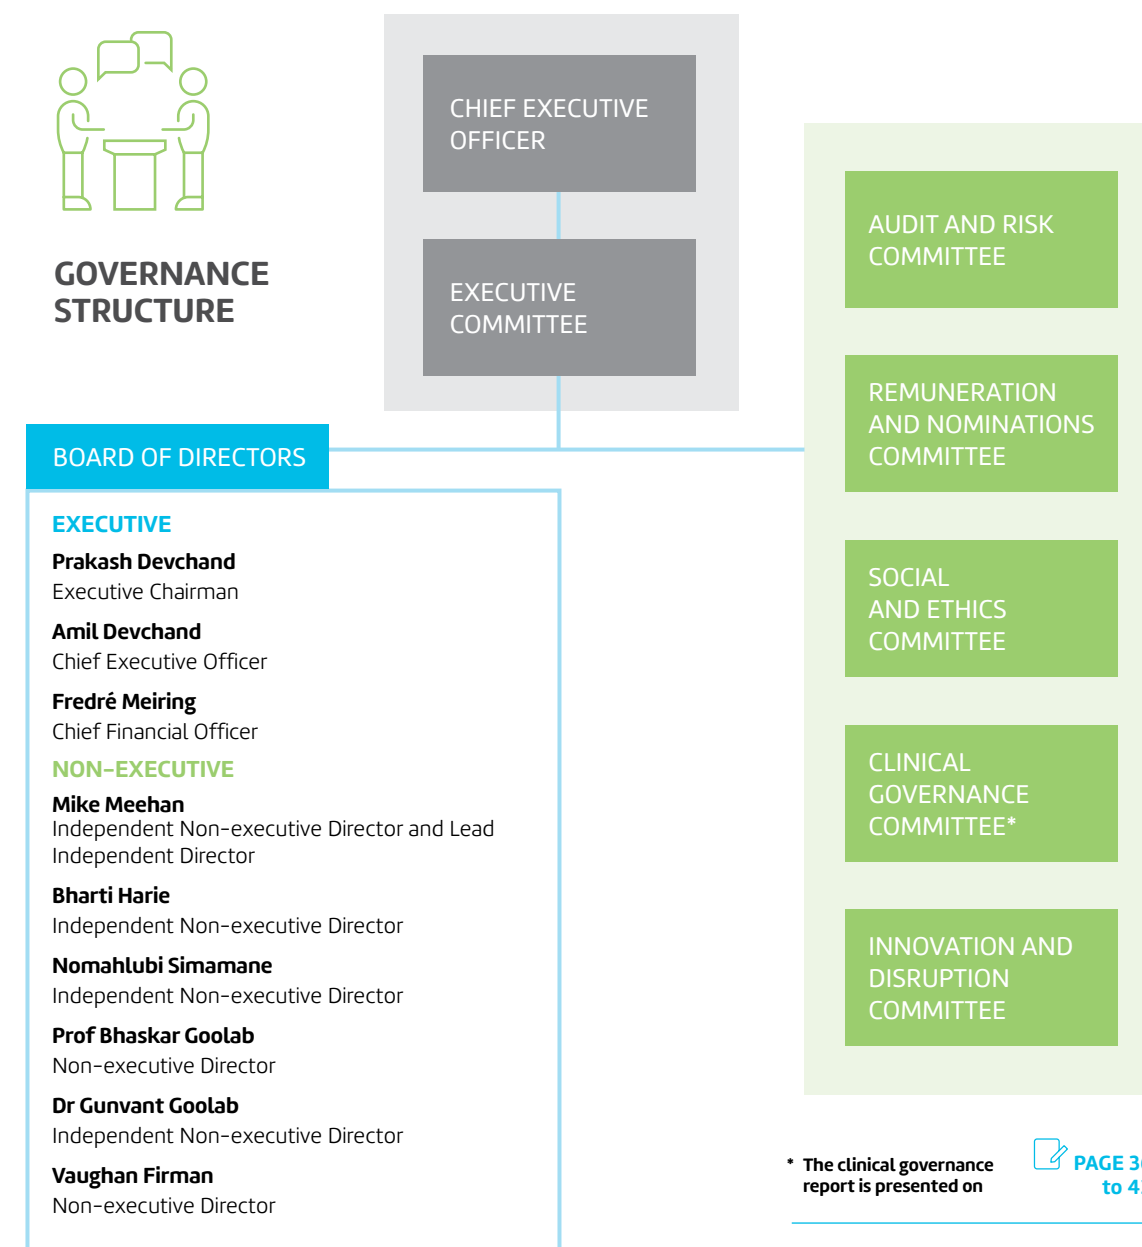 GOVERNANCE
STRUCTURE
CHIEF EXECUTIVE
OFFICER
EXECUTIVE
COMMITTEE
BOARD OF DIRECTORS
EXECUTIVE
Prakash Devchand
Executive Chairman
Amil Devchand
Chief Executive Officer
Fredré Meiring
Chief Financial Officer
NON-EXECUTIVE
Mike Meehan
Independent Non-executive Director and Lead
Independent Director
Bharti Harie
Independent Non-executive Director
Nomahlubi Simamane
Independent Non-executive Director
Prof Bhaskar Goolab
Non-executive Director
Dr Gunvant Goolab
Independent Non-executive Director
Vaughan Firman
Non-executive Director
AUDIT AND RISK
COMMITTEE
REMUNERATION
AND NOMINATIONS
COMMITTEE
SOCIAL
AND ETHICS
COMMITTEE
CLINICAL
GOVERNANCE
COMMITTEE*
INNOVATION AND
DISRUPTION
COMMITTEE
* The clinical governance
report is presented on
PAGE
to